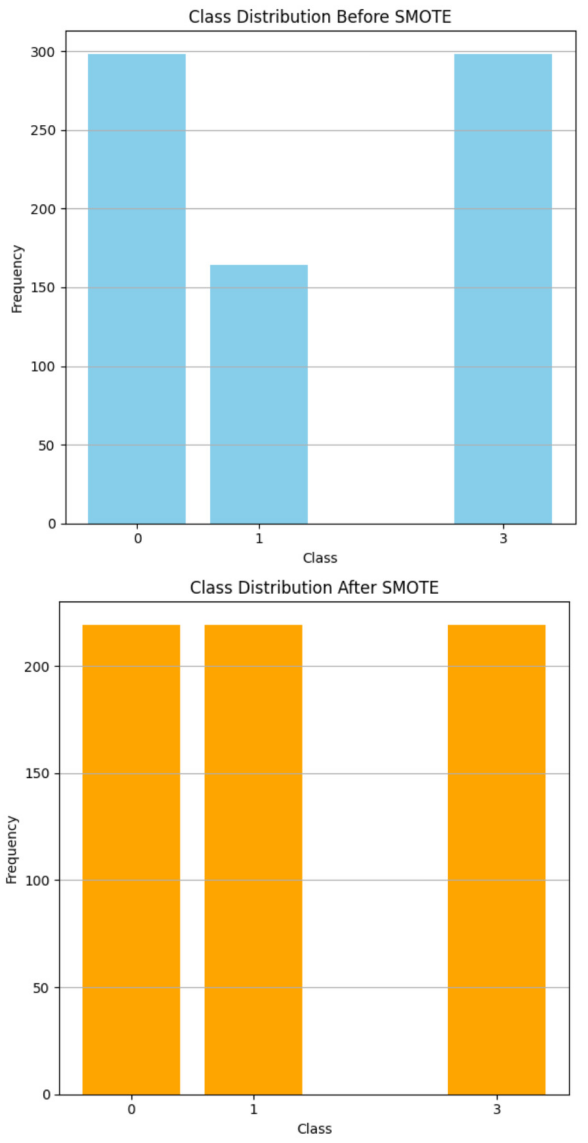 Class Distribution Before SMOTE
300
250
200
150
100
50
0
Frequency
0 1 3
Class
Class Distribution After SMOTE
200
150
100
50
0
Frequency
0 1 3
Class